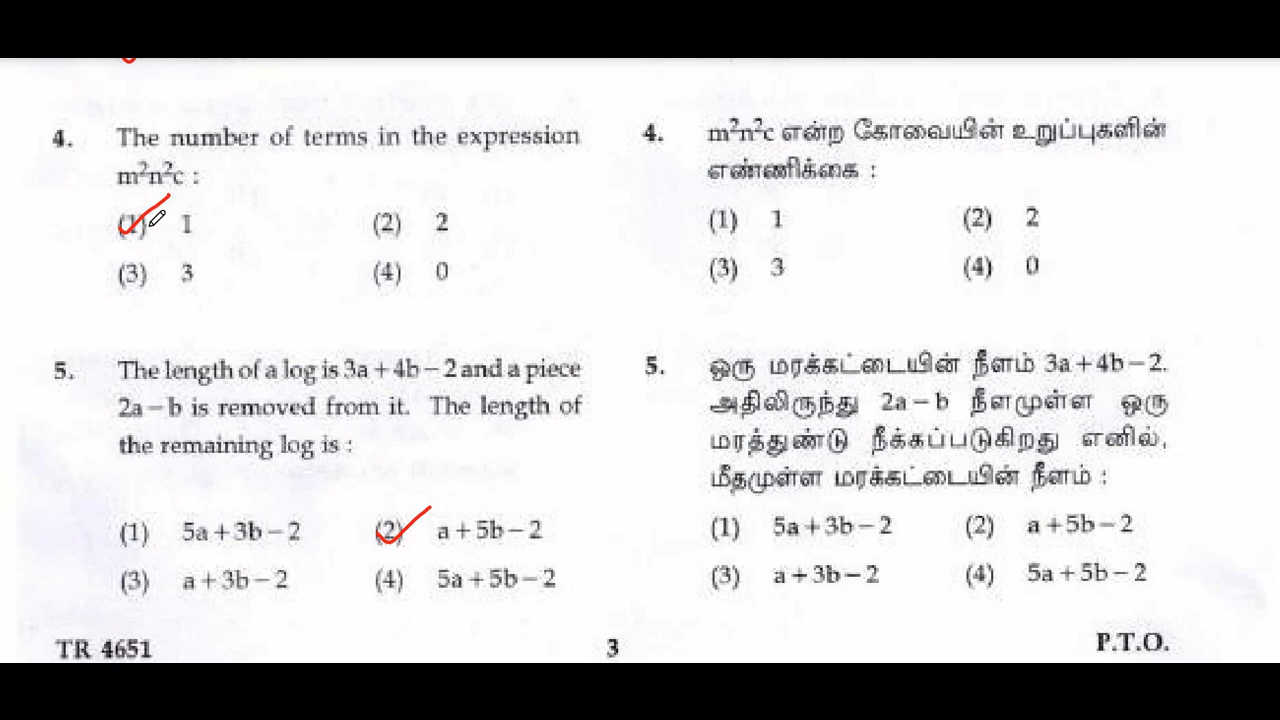 4. The number of terms in the expression
m²n²c :
(1) 1 (2) 2
(3) 3 (4) 0
5. The length of a log is 3a + 4b − 2 and a piece
2a − b is removed from it. The length of
the remaining log is :
(1) 5a + 3b − 2 (2) a + 5b − 2
(3) a + 3b − 2 (4) 5a + 5b − 2
4. m²n²c என்ற கோவையின் உறுப்புகளின்
எண்ணிக்கை :
(1) 1 (2) 2
(3) 3 (4) 0
5. ஒரு மரக்கட்டையின் நீளம் 3a + 4b − 2.
அதிலிருந்து 2a − b நீளமுள்ள ஒரு
மரத்துண்டு நீக்கப்படுகிறது எனில்,
மீதமுள்ள மரக்கட்டையின் நீளம் :
(1) 5a + 3b − 2 (2) a + 5b − 2
(3) a + 3b − 2 (4) 5a + 5b − 2
TR 4651 3 P.T.O.